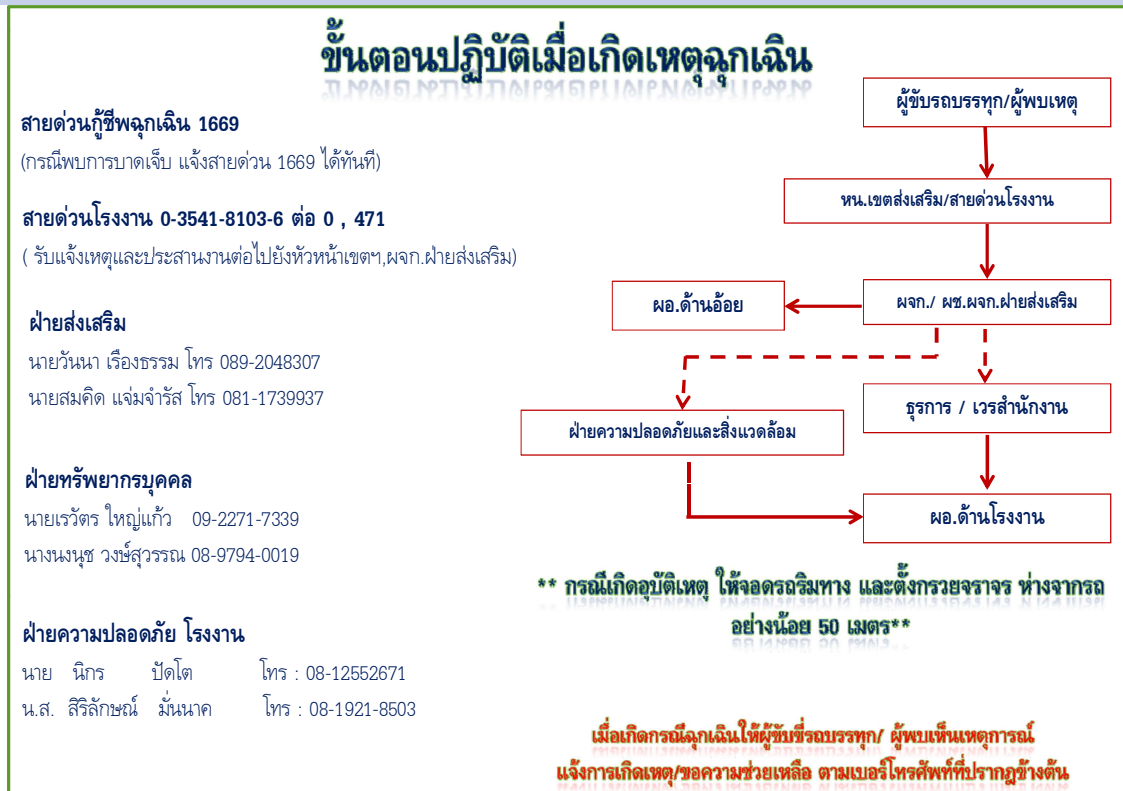 ขั้นตอนปฏิบัติเมื่อเกิดเหตุฉุกเฉิน
สายด่วนกู้ชีพฉุกเฉิน 1669
(กรณีพบการบาดเจ็บ แจ้งสายด่วน 1669 ได้ทันที)
สายด่วนโรงงาน 0-3541-8103-6 ต่อ 0 , 471
( รับแจ้งเหตุและประสานงานต่อไปยังหัวหน้าเขตฯ,ผจก.ฝ่ายส่งเสริม)
ฝ่ายส่งเสริม
นายวันนา เรืองธรรม โทร 089-2048307
นายสมคิด แจ่มจำรัส โทร 081-1739937
ฝ่ายทรัพยากรบุคคล
นายเรวัตร ใหญ่แก้ว 09-2271-7339
นางนงนุช วงษ์สุวรรณ 08-9794-0019
ฝ่ายความปลอดภัย โรงงาน
นาย นิกร ปัดโต โทร : 08-12552671
น.ส. สิริลักษณ์ มั่นนาค โทร : 08-1921-8503
ผู้ขับรถบรรทุก/ผู้พบเหตุ
หน.เขตส่งเสริม/สายด่วนโรงงาน
ผอ.ด้านอ้อย
ผจก./ ผช.ผจก.ฝ่ายส่งเสริม
ฝ่ายความปลอดภัยและสิ่งแวดล้อม
ธุรการ / เวรสำนักงาน
ผอ.ด้านโรงงาน
** กรณีเกิดอุบัติเหตุ ให้จอดรถริมทาง และตั้งกรวยจราจร ห่างจากรถ
อย่างน้อย 50 เมตร**
เมื่อเกิดกรณีฉุกเฉินให้ผู้ขับขี่รถบรรทุก/ ผู้พบเห็นเหตุการณ์
แจ้งการเกิดเหตุ/ขอความช่วยเหลือ ตามเบอร์โทรศัพท์ที่ปรากฎข้างต้น